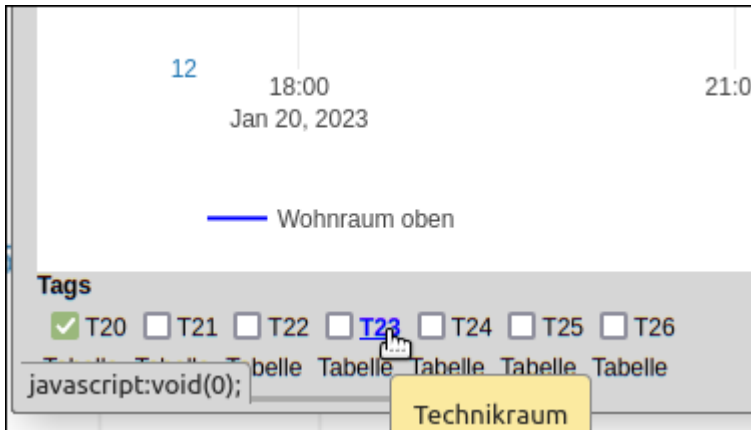 12
18:00
21:0
Jan 20, 2023
Wohnraum oben
Tags
T20 T21 T22 T23 T24 T25 T26
Tabelle Tabelle Tabelle Tabelle Tabelle
javascript:void(0);
Technikraum